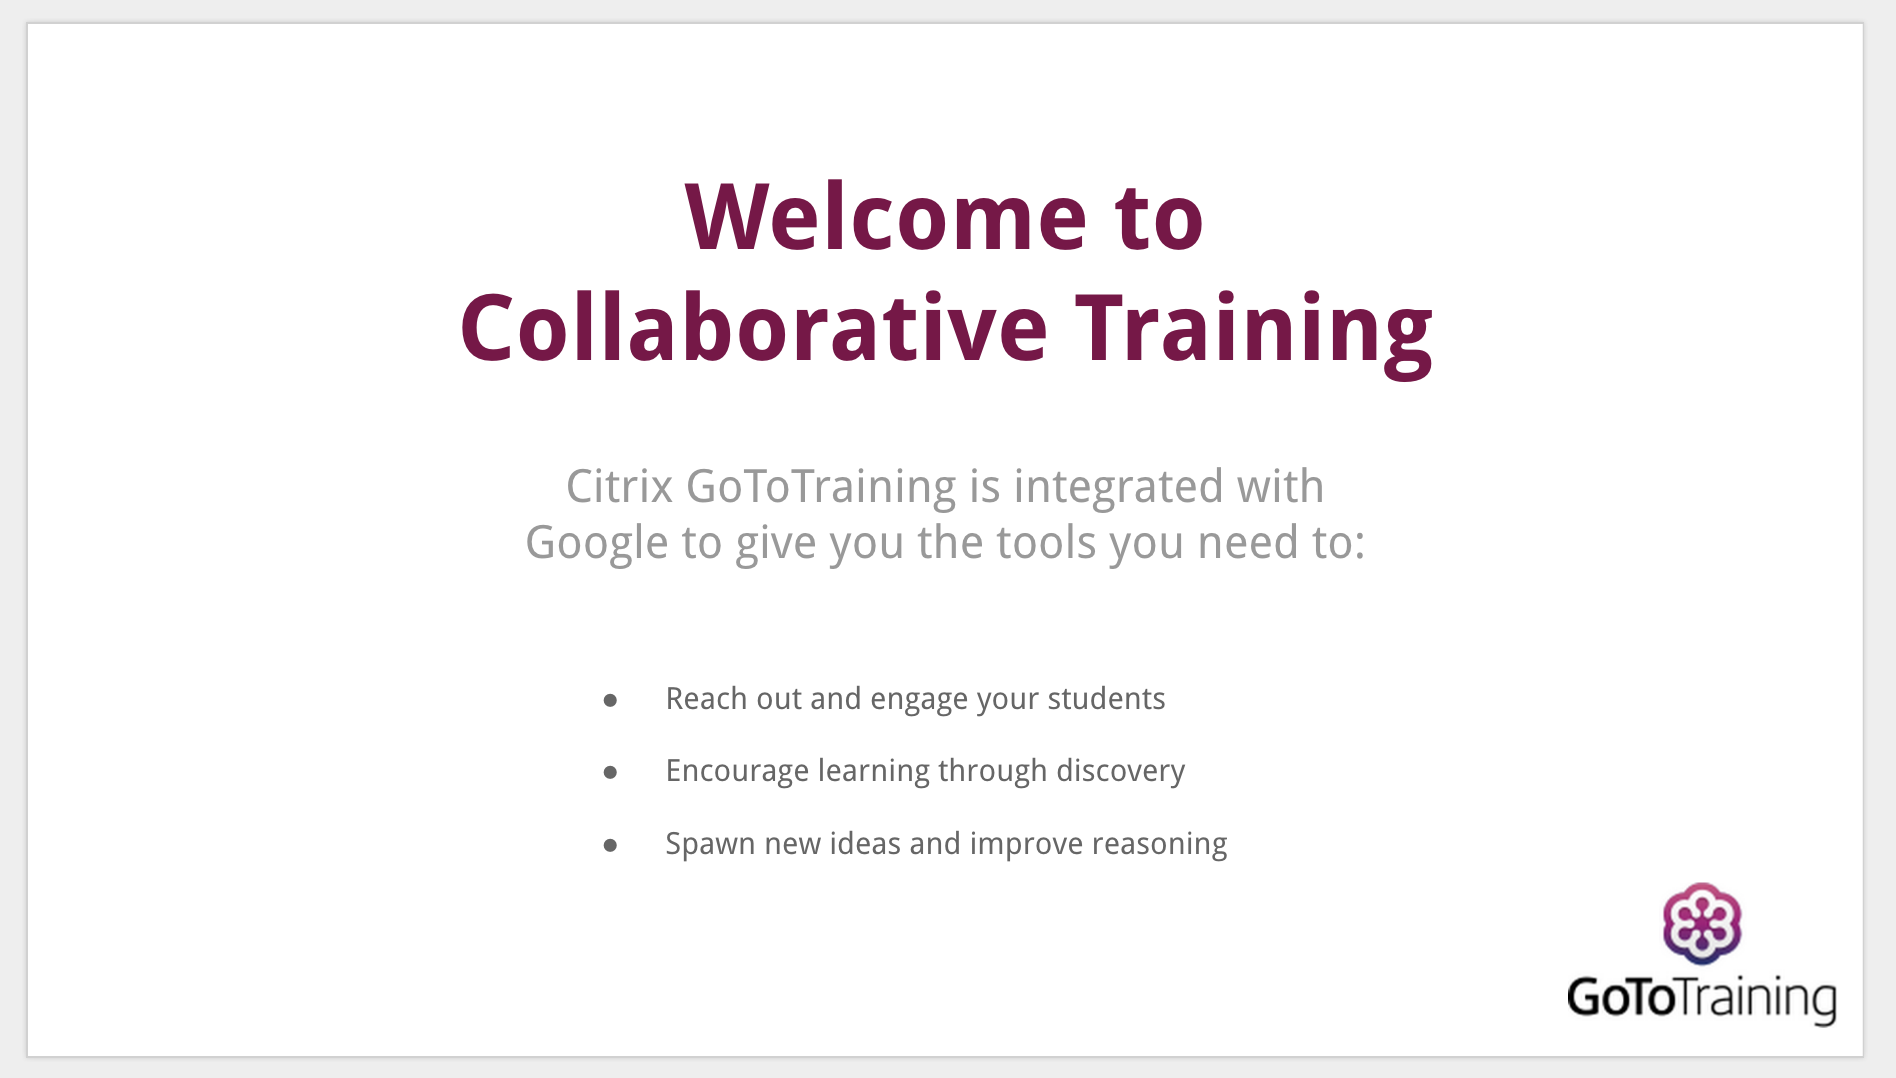 Welcome to
Collaborative Training
Citrix GoToTraining is integrated with
Google to give you the tools you need to:
● Reach out and engage your students
● Encourage learning through discovery
● Spawn new ideas and improve reasoning
GoToTraining